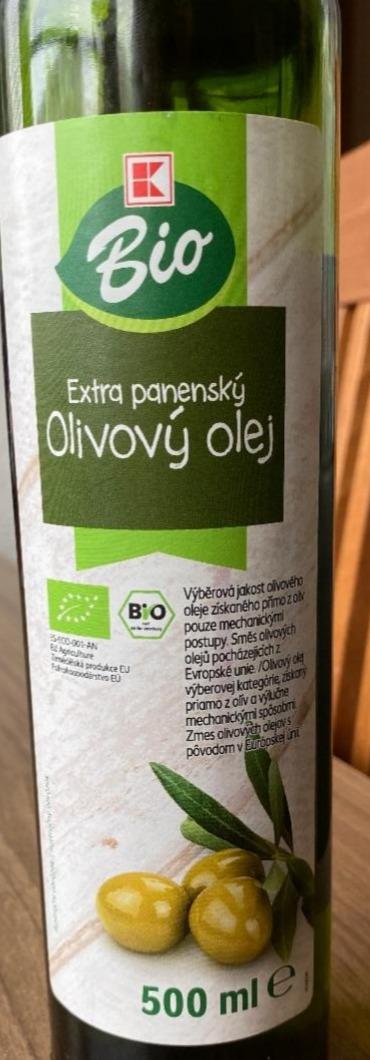 K
Bio
Extra panenský
Olivový olej
BiO
ES-ECO-001-AN
EU Agriculture
Zemědělská produkce EU
Poľnohospodárstvo EÚ
Výběrová jakost olivového
oleje získaného přímo z oliv
pouze mechanickými
postupy. Směs olivových
olejů pocházejících z
Evropské unie. /Olivový olej
výberovej kategórie, získaný
priamo z olív a výlučne
mechanickými spôsobmi.
Zmes olivových olejov s
pôvodom v Európskej únii.
500 ml e